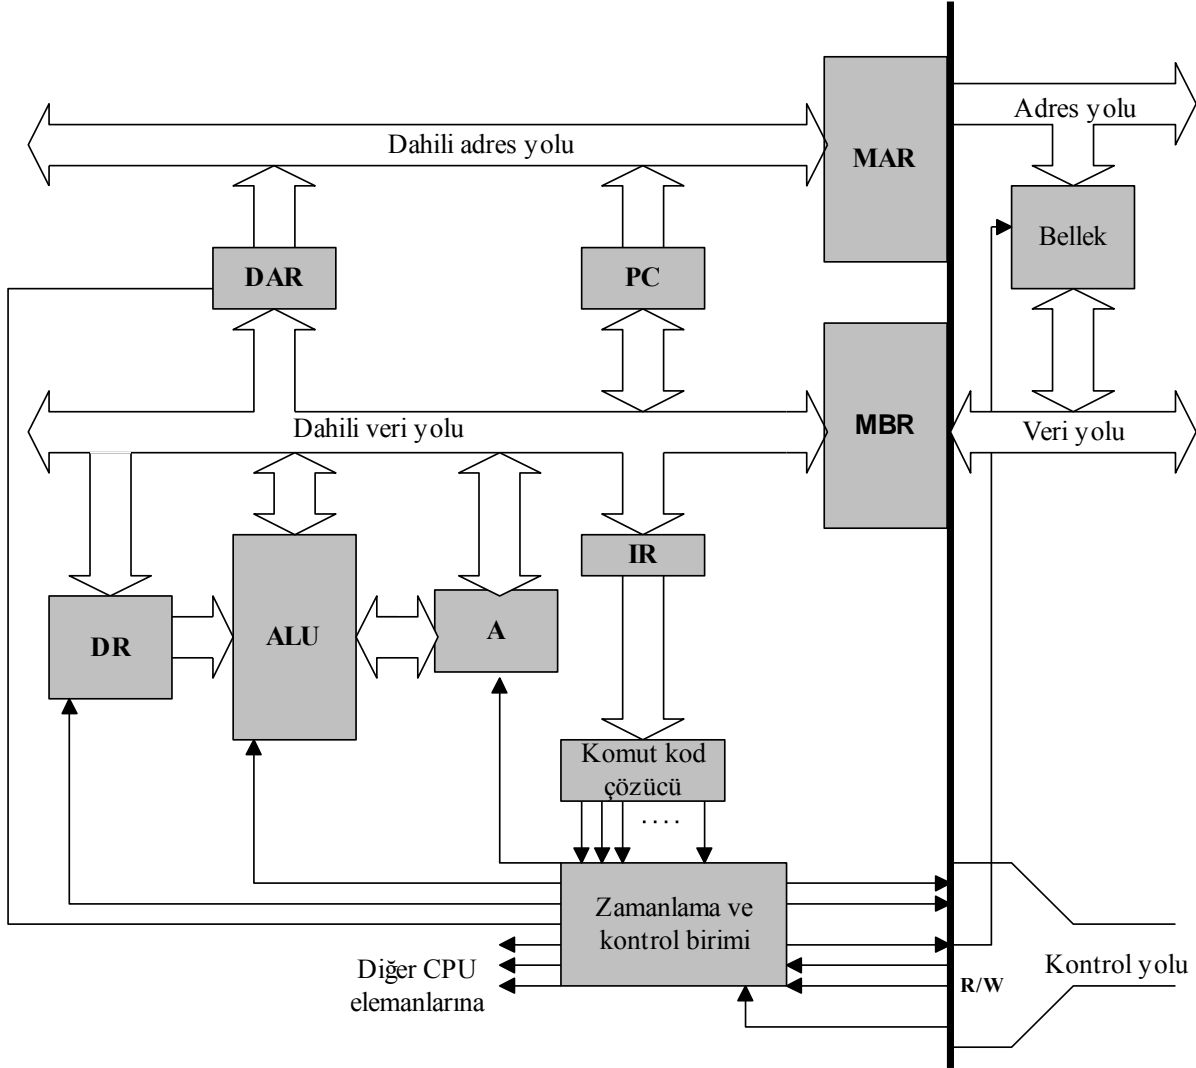 Adres yolu
Dahili adres yolu
MAR
Bellek
DAR
PC
MBR
Dahili veri yolu
Veri yolu
IR
DR
ALU
A
Komut kod
çözücü
....
Zamanlama ve
kontrol birimi
Diğer CPU
elemanlarına
Kontrol yolu
R/W